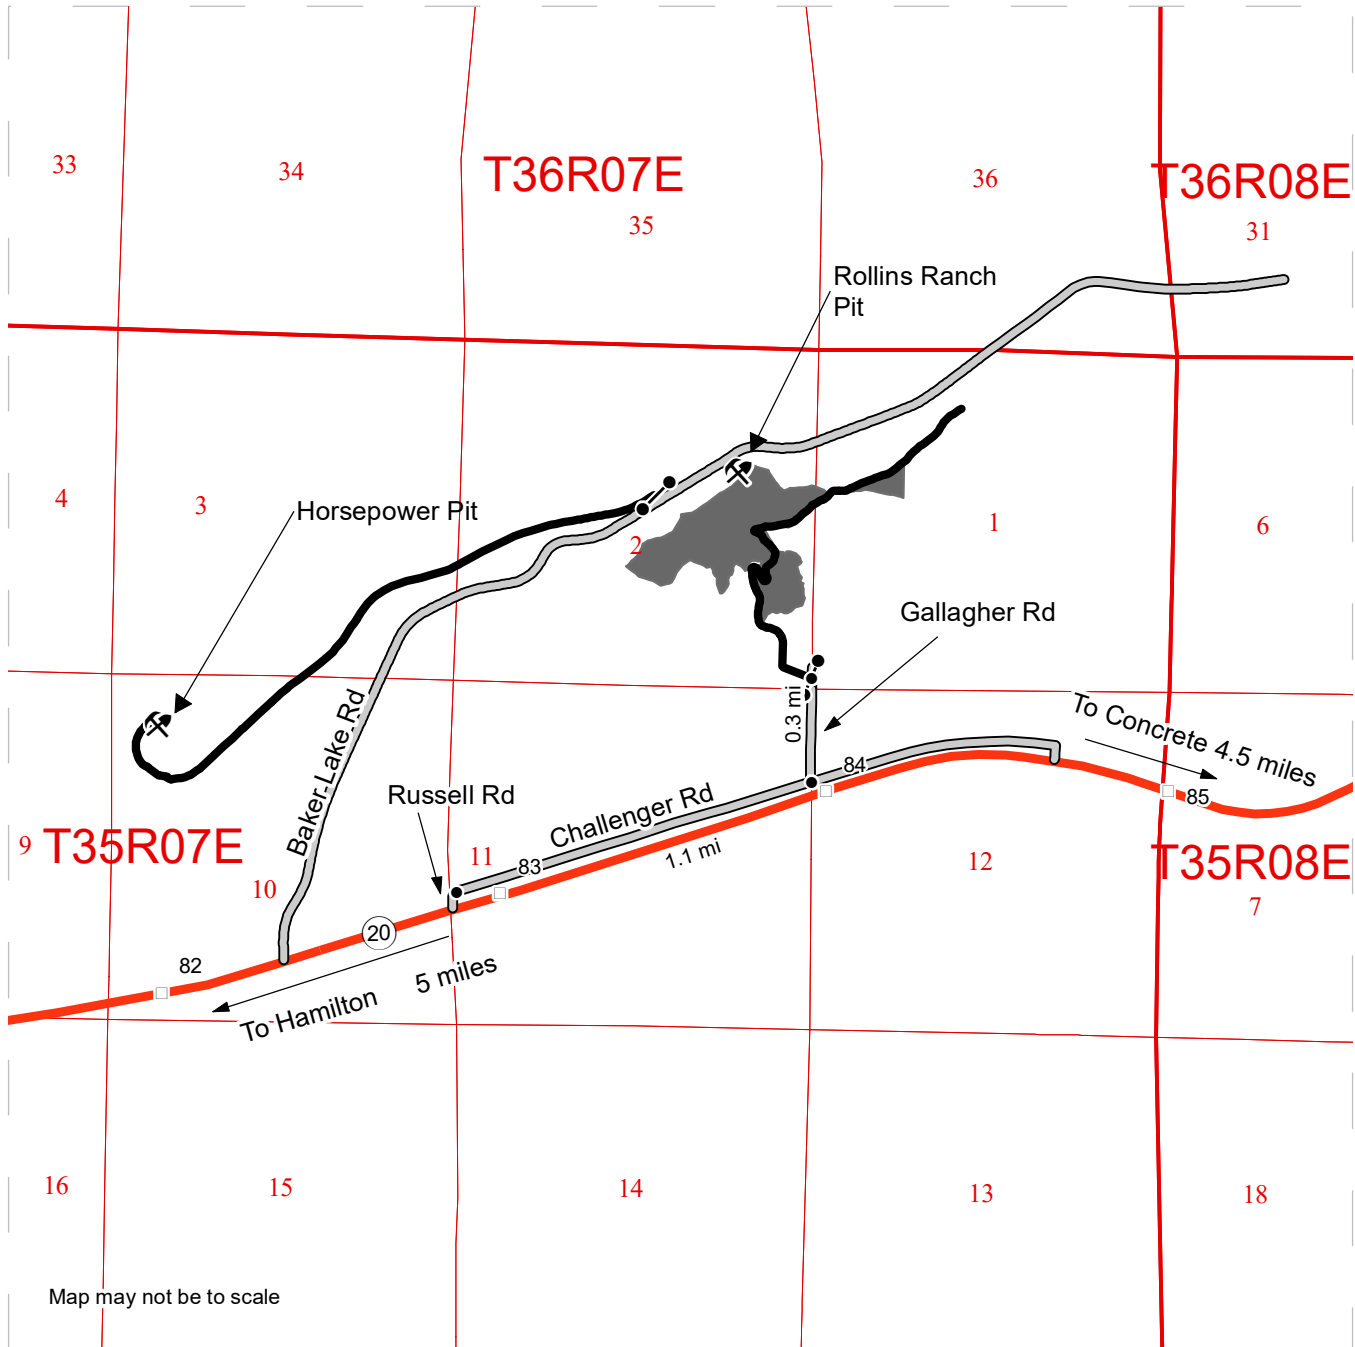 33
34
T36R07E
36
T36R08E
35
31
Rollins Ranch
Pit
4
3
Horsepower Pit
2
1
6
Gallagher Rd
0.3 mi
To Concrete 4.5 miles
Baker Lake Rd
84
85
Russell Rd
Challenger Rd
1.1 mi
9
T35R07E
11
83
12
T35R08E
10
7
20
82
5 miles
To Hamilton
16
15
14
13
18
Map may not be to scale